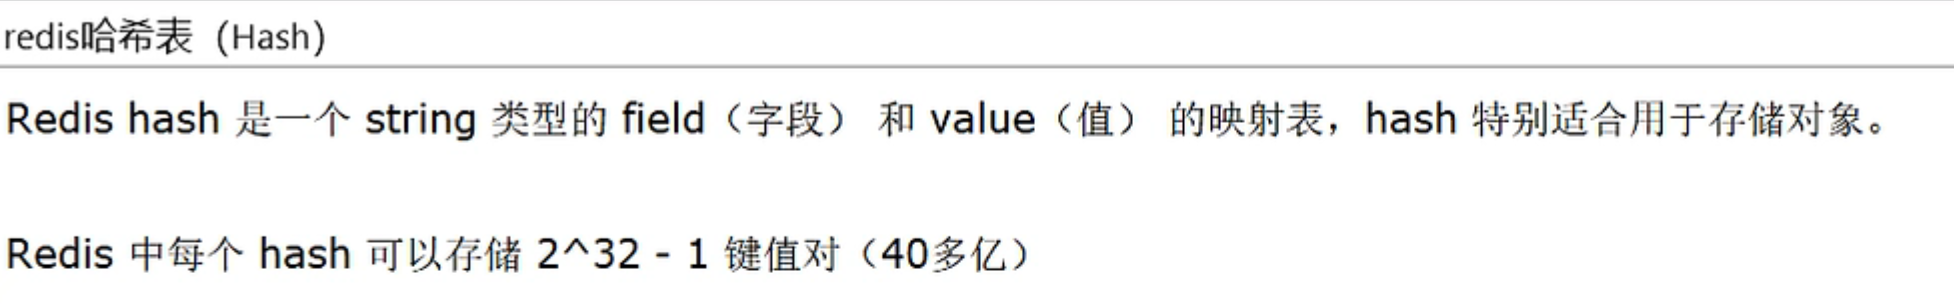 redis哈希表（Hash）
Redis hash 是一个 string 类型的 field（字段） 和 value（值） 的映射表，hash 特别适合用于存储对象。
Redis 中每个 hash 可以存储 2^32 - 1 键值对（40多亿）